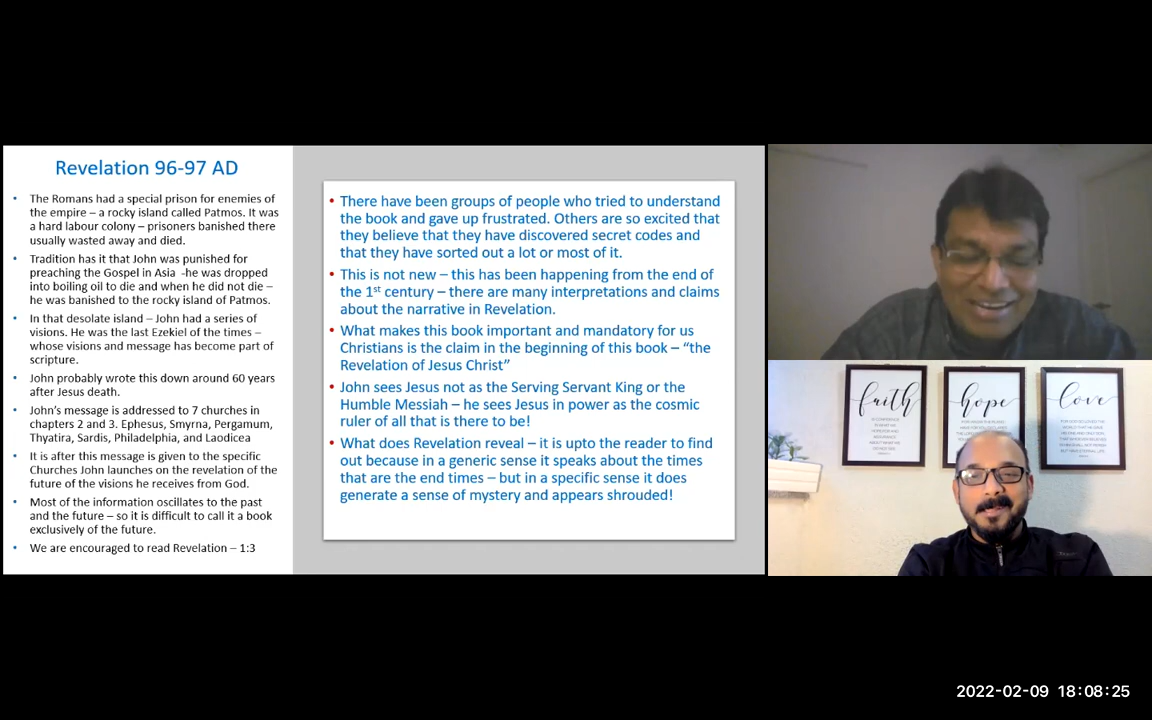 Revelation 96-97 AD
• The Romans had a special prison for enemies of
the empire – a rocky island called Patmos. It was
a hard labour colony – prisoners banished there
usually wasted away and died.
• Tradition has it that John was punished for
preaching the Gospel in Asia -he was dropped
into boiling oil to die and when he did not die –
he was banished to the rocky island of Patmos.
• In that desolate island – John had a series of
visions. He was the last Ezekiel of the times –
whose visions and message has become part of
scripture.
• John probably wrote this down around 60 years
after Jesus death.
• John's message is addressed to 7 churches in
chapters 2 and 3. Ephesus, Smyrna, Pergamum,
Thyatira, Sardis, Philadelphia, and Laodicea
• It is after this message is given to the specific
Churches John launches on the revelation of the
future of the visions he receives from God.
• Most of the information oscillates to the past
and the future – so it is difficult to call it a book
exclusively of the future.
• We are encouraged to read Revelation – 1:3
• There have been groups of people who tried to understand
the book and gave up frustrated. Others are so excited that
they believe that they have discovered secret codes and
that they have sorted out a lot or most of it.
• This is not new – this has been happening from the end of
the 1st century – there are many interpretations and claims
about the narrative in Revelation.
• What makes this book important and mandatory for us
Christians is the claim in the beginning of this book – “the
Revelation of Jesus Christ”
• John sees Jesus not as the Serving Servant King or the
Humble Messiah – he sees Jesus in power as the cosmic
ruler of all that is there to be!
• What does Revelation reveal – it is upto the reader to find
out because in a generic sense it speaks about the times
that are the end times – but in a specific sense it does
generate a sense of mystery and appears shrouded!
faith
hope
love
2022-02-09 18:08:25